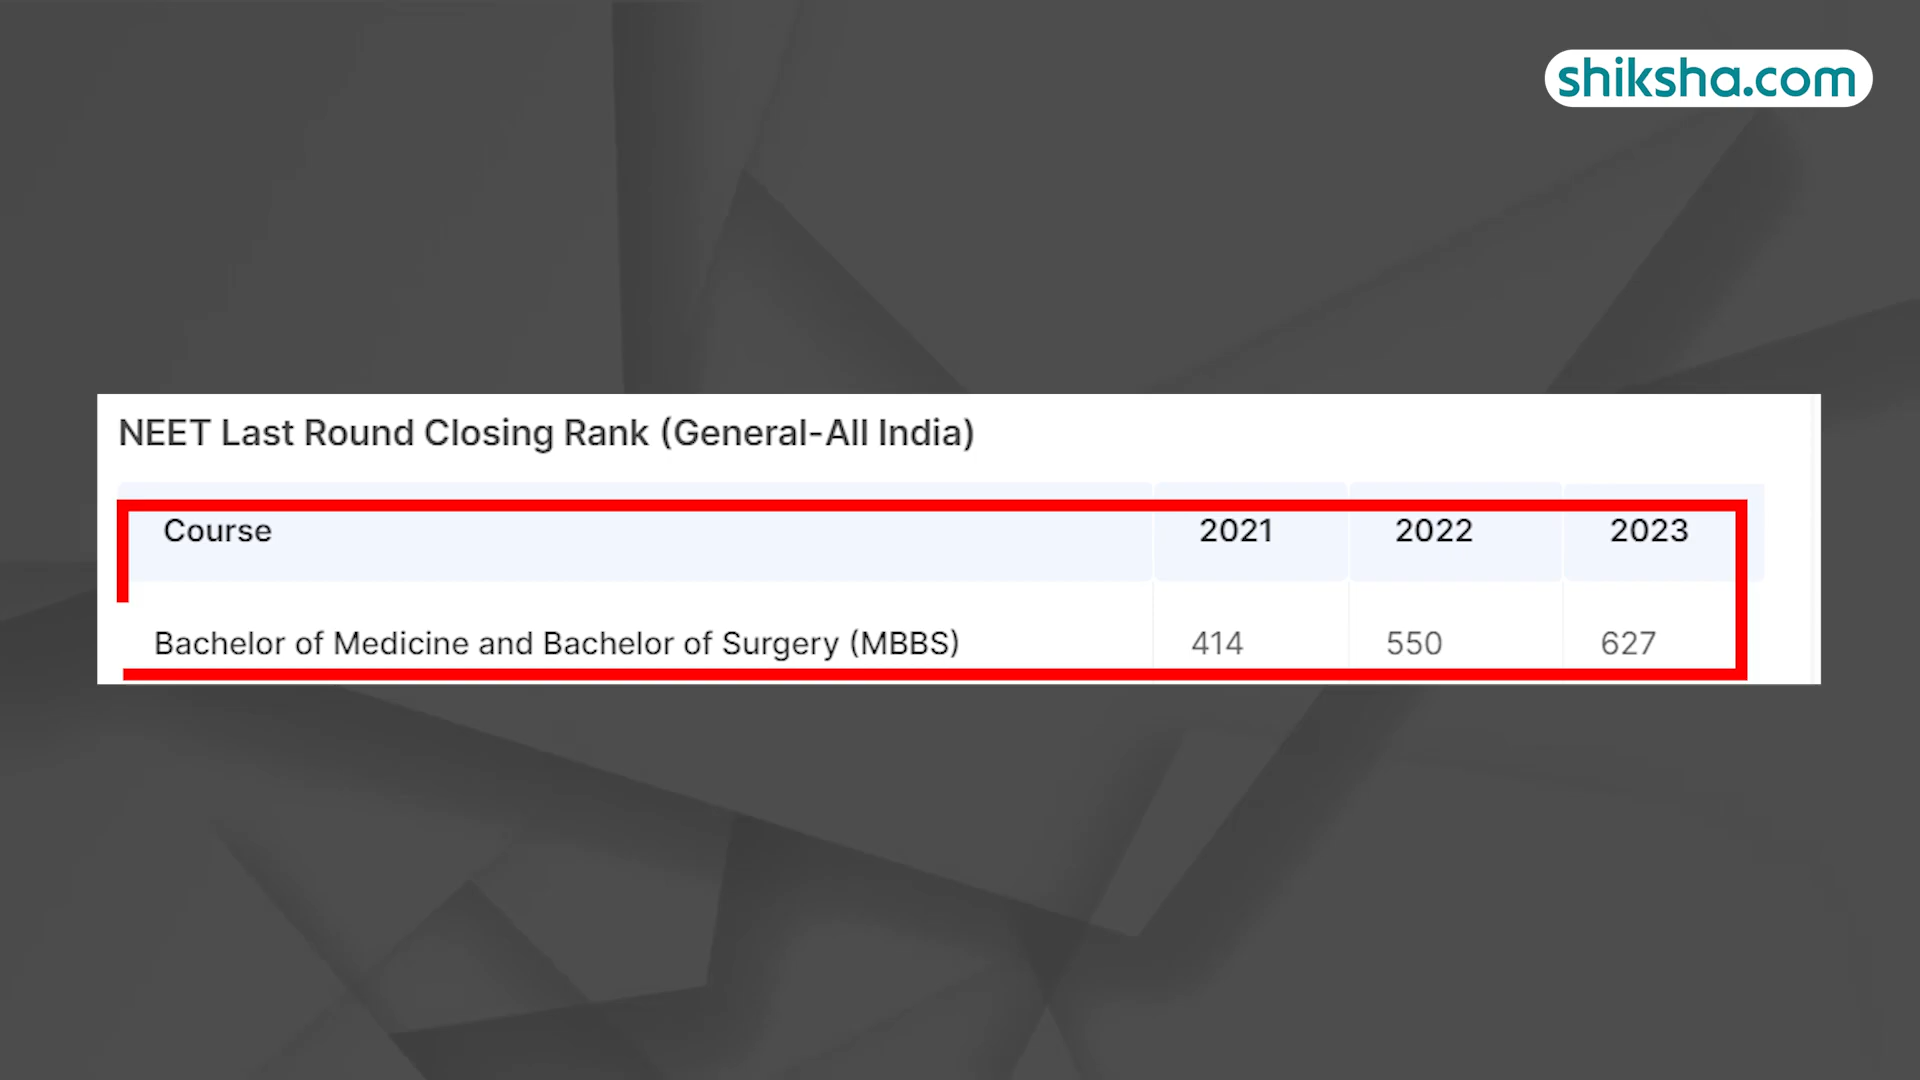 shiksha.com
NEET Last Round Closing Rank (General-All India)
Course 2021 2022 2023
Bachelor of Medicine and Bachelor of Surgery (MBBS) 414 550 627